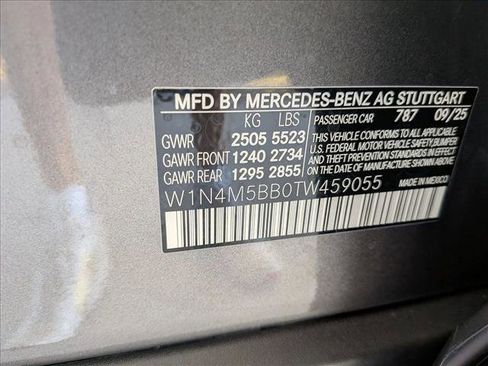 MFD BY MERCEDES-BENZ AG STUTTGART
KG LBS PASSENGER CAR 787 09/25
GWR 2505 5523
GAWR FRONT 1240 2734
GAWR REAR 1295 2855
THIS VEHICLE CONFORMS TO ALL APPLICABLE
U.S. FEDERAL MOTOR VEHICLE SAFETY, BUMPER
AND THEFT PREVENTION STANDARDS IN EFFECT
ON THE DATE OF MANUFACTURE SHOWN ABOVE.
W1N4M5BB0TW459055 MADE IN MEXICO